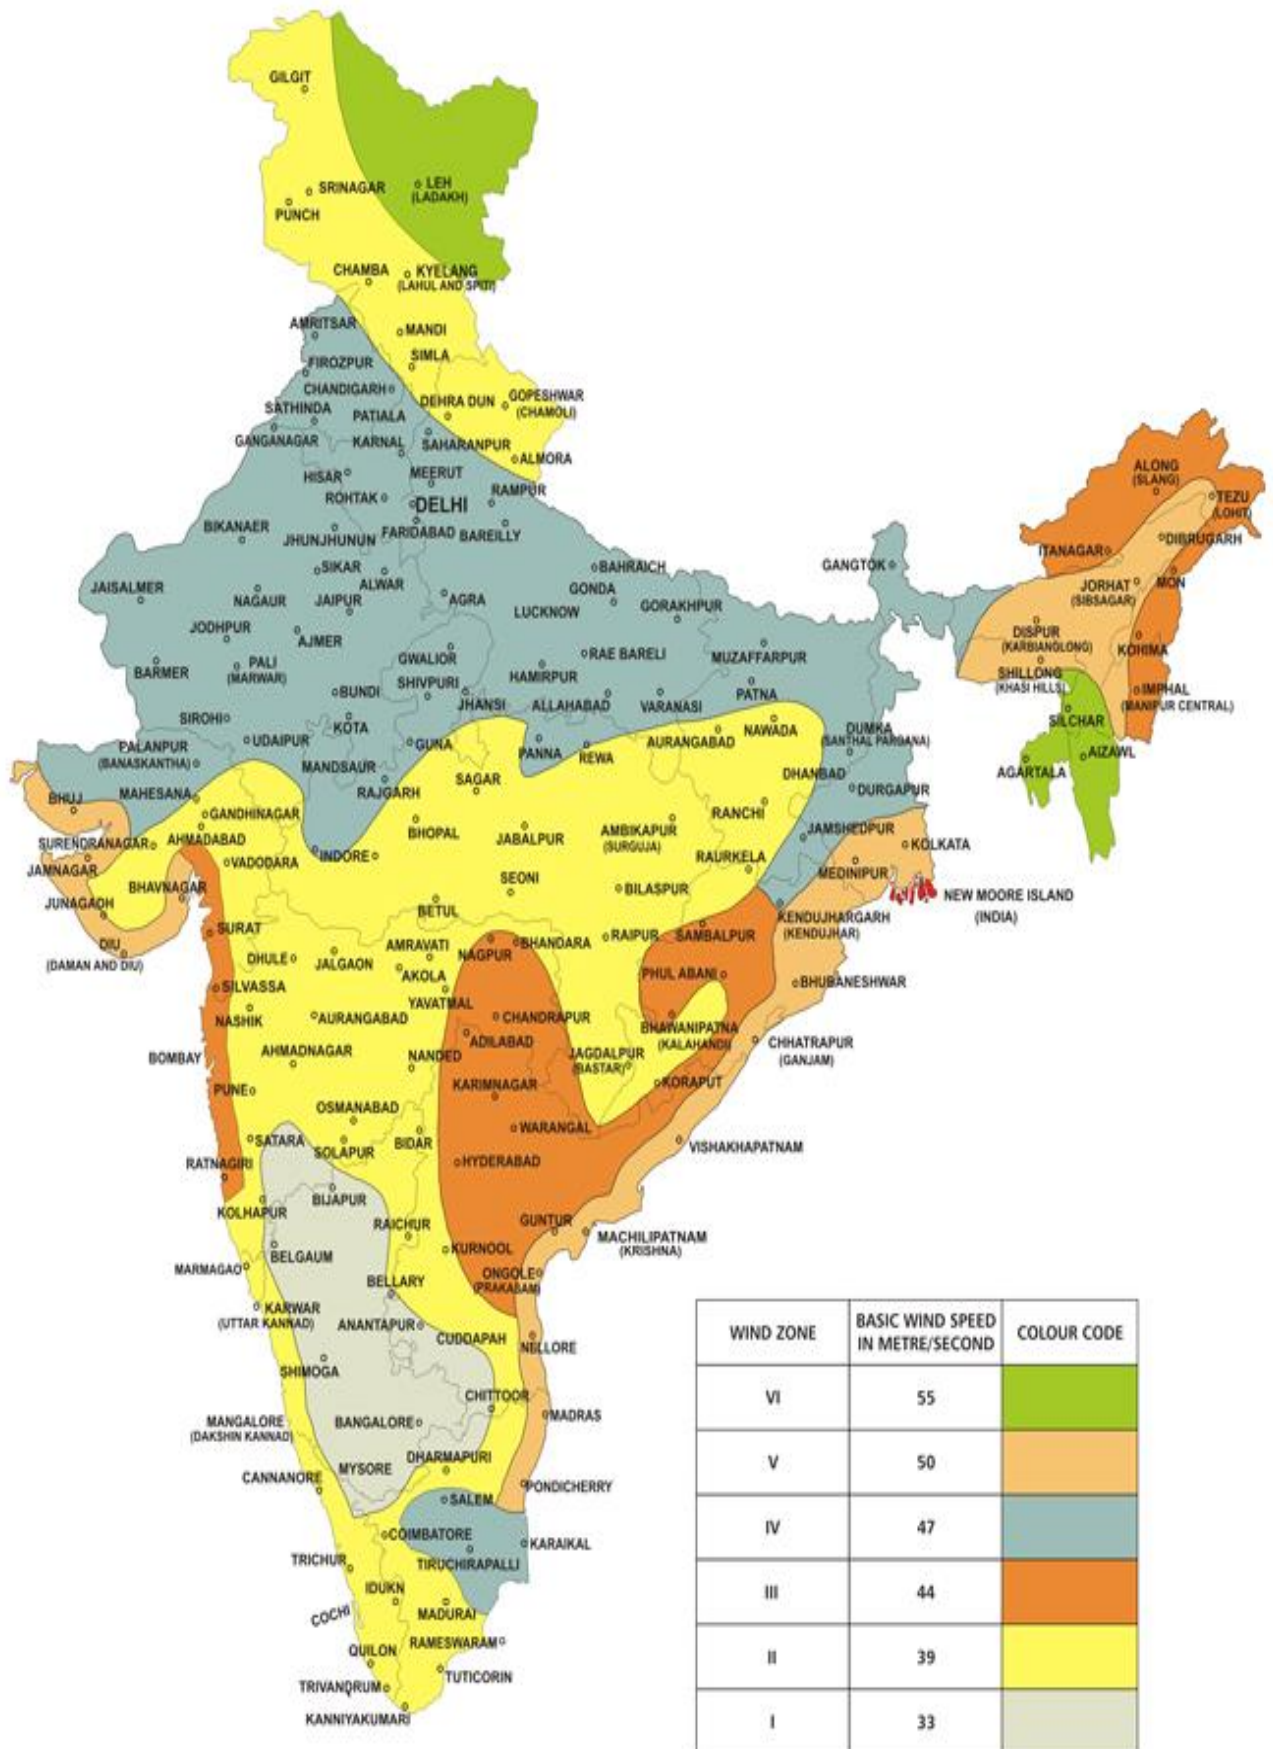 GILGIT
SRINAGAR
LEH
(LADAKH)
PUNCH
CHAMBA
KYELANG
(LAHUL AND SPITI)
AMRITSAR
MANDI
SIMLA
FIROZPUR
CHANDIGARH
DEHRA DUN
GOPESHWAR
(CHAMOLI)
SATHINDA
PATIALA
GANGANAGAR
KARNAL
SAHARANPUR
ALMORA
HISAR
MEERUT
ROHTAK
RAMPUR
DELHI
BIKANAER
JHUNJHUNUN
FARIDABAD
BAREILLY
ALONG
(SLANG)
TEZU
(LOHIT)
DIBRUGARH
ITANAGAR
JAISALMER
SIKAR
ALWAR
BAHRAICH
GANGTOK
NAGAUR
JAIPUR
AGRA
GONDA
LUCKNOW
GORAKHPUR
JORHAT
(SIBSAGAR)
MON
JODHPUR
AJMER
DISPUR
(KARBIANGLONG)
KOHIMA
BARMER
PALI
(MARWAR)
GWALIOR
RAE BARELI
HAMIRPUR
MUZAFFARPUR
SHILLONG
(KHASI HILLS)
IMPHAL
(MANIPUR CENTRAL)
BUNDI
SHIVPURI
JHANSI
ALLAHABAD
VARANASI
PATNA
SIROHI
KOTA
SILCHAR
UDAIPUR
GUNA
PANNA
REWA
AURANGABAD
NAWADA
DUMKA
(SANTHAL PARGANA)
AIZAWL
AGARTALA
PALANPUR
(BANASKANTHA)
MANDSAUR
RAJGARH
SAGAR
DHANBAD
DURGAPUR
BHUJ
MAHESANA
GANDHINAGAR
BHOPAL
JABALPUR
AMBIKAPUR
(SURGUJA)
RANCHI
JAMSHEDPUR
SURENDRANAGAR
AHMADABAD
VADODARA
INDORE
RAURKELA
KOLKATA
MEDINIPUR
JAMNAGAR
BHAVNAGAR
SEONI
BILASPUR
NEW MOORE ISLAND
(INDIA)
JUNAGADH
BETUL
KENDUJHARGARH
(KENDUJHAR)
SURAT
DIU
(DAMAN AND DIU)
DHULE
JALGAON
AMRAVATI
AKOLA
NAGPUR
BHANDARA
RAIPUR
SAMBALPUR
PHUL ABANI
BHUBANESHWAR
SILVASSA
YAVATMAL
NASHIK
AURANGABAD
CHANDRAPUR
BHAWANIPATNA
(KALAHANDI)
CHHATRAPUR
(GANJAM)
BOMBAY
AHMADNAGAR
NANDED
ADILABAD
JAGDALPUR
(BASTAR)
PUNE
KARIMNAGAR
KORAPUT
OSMANABAD
SATARA
SOLAPUR
BIDAR
WARANGAL
VISHAKHAPATNAM
RATNAGIRI
HYDERABAD
KOLHAPUR
BIJAPUR
RAICHUR
GUNTUR
MACHILIPATNAM
(KRISHNA)
BELGAUM
KURNOOL
MARMAGAO
BELLARY
ONGOLE
(PRAKASAM)
KARWAR
(UTTAR KANNAD)
ANANTAPUR
CUDDAPAH
NELLORE
SHIMOGA
CHITTOOR
MANGALORE
(DAKSHIN KANNAD)
BANGALORE
MADRAS
DHARMAPURI
MYSORE
CANNANORE
PONDICHERRY
SALEM
COIMBATORE
KARAIKAL
TRICHUR
TIRUCHIRAPALLI
IDUKN
COCHI
MADURAI
RAMESWARAM
QUILON
TUTICORIN
TRIVANDRUM
KANNIYAKUMARI
WIND ZONE
BASIC WIND SPEED
IN METRE/SECOND
COLOUR CODE
VI 55
V 50
IV 47
III 44
II 39
I 33